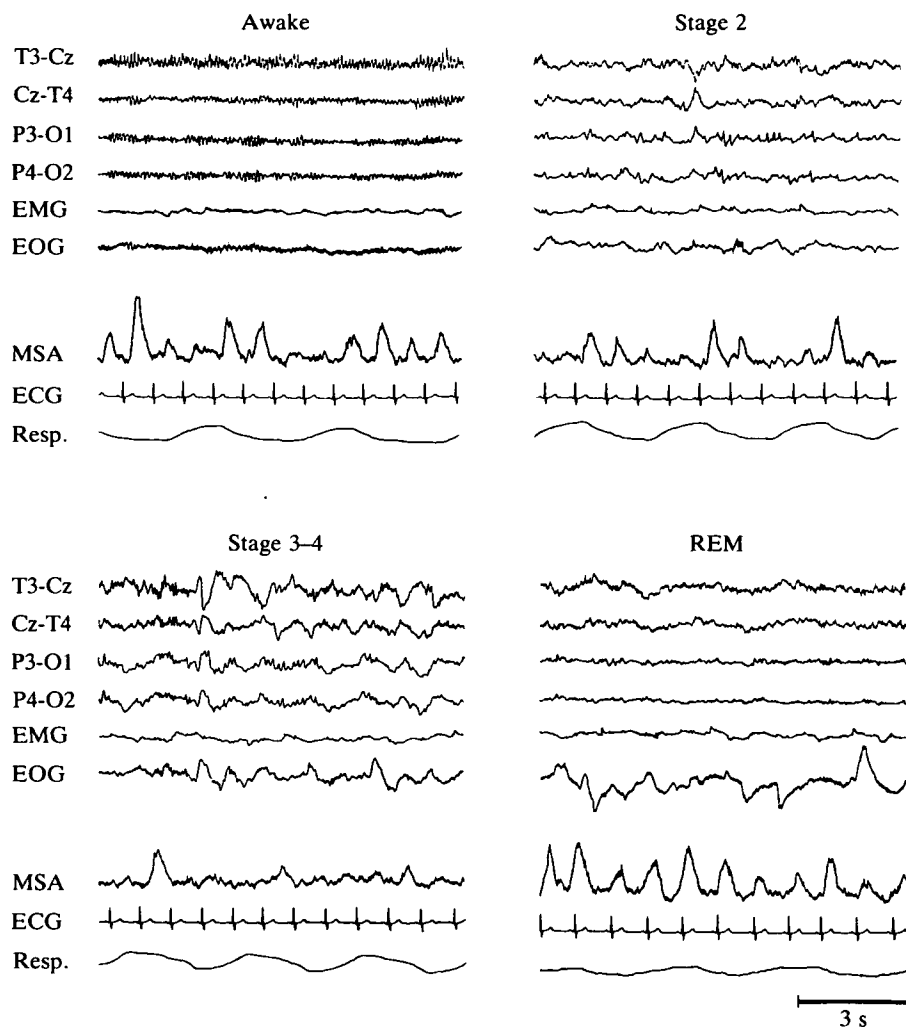 Awake
T3-Cz
Cz-T4
P3-O1
P4-O2
EMG
EOG
MSA
ECG
Resp.
Stage 2
Stage 3–4
T3-Cz
Cz-T4
P3-O1
P4-O2
EMG
EOG
MSA
ECG
Resp.
REM
3 s